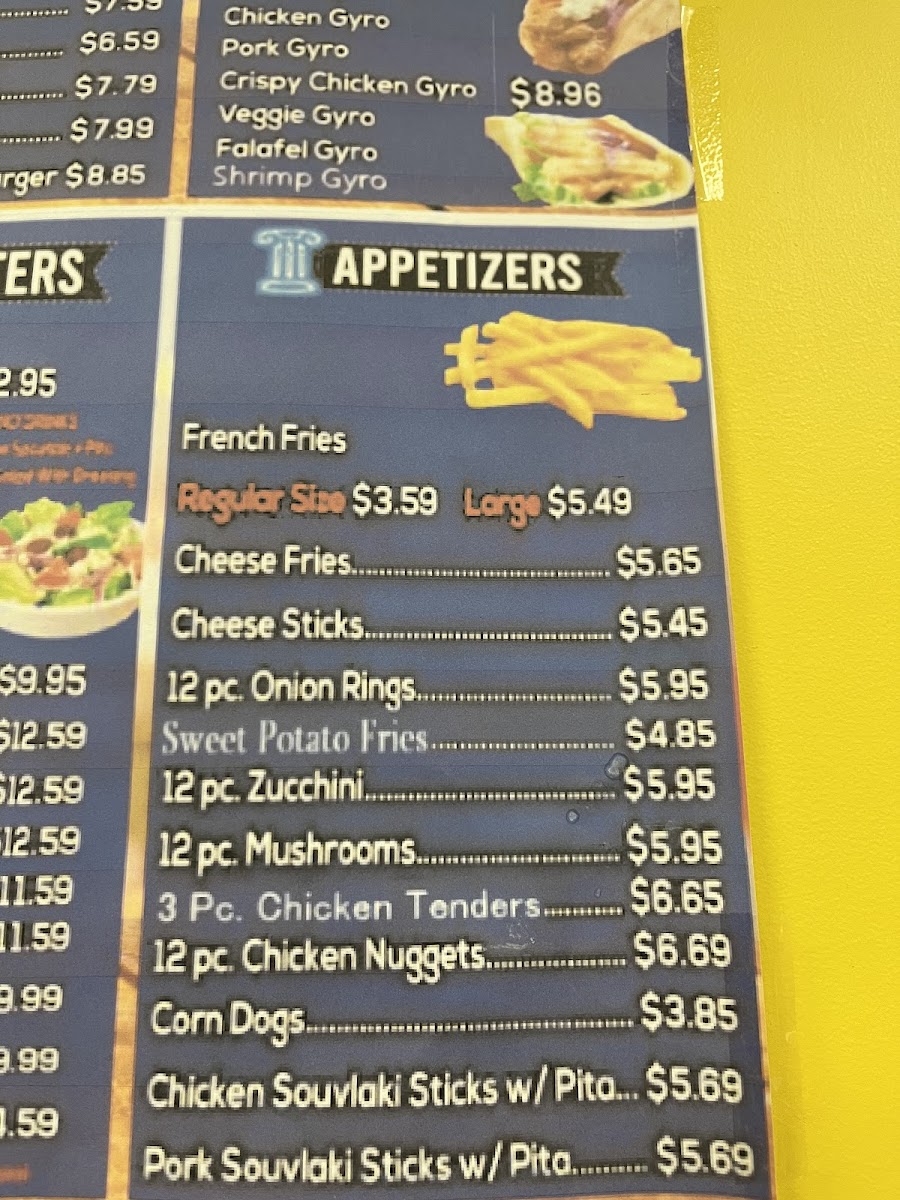 $7.59
$6.59
$7.79
$7.99
$8.85
Chicken Gyro
Pork Gyro
Crispy Chicken Gyro $8.96
Veggie Gyro
Falafel Gyro
Shrimp Gyro
APPETIZERS
French Fries
Regular Size $3.59 Large $5.49
Cheese Fries................................ $5.65
Cheese Sticks................................ $5.45
12 pc. Onion Rings........................ $5.95
Sweet Potato Fries........................ $4.85
12 pc. Zucchini................................ $5.95
12 pc. Mushrooms........................ $5.95
3 Pc. Chicken Tenders........... $6.65
12 pc. Chicken Nuggets................ $6.69
Corn Dogs........................................ $3.85
Chicken Souvlaki Sticks w/ Pita... $5.69
Pork Souvlaki Sticks w/ Pita.......... $5.69
TERS
2.95
$9.95
$12.59
$12.59
$12.59
11.59
11.59
9.99
9.99
.59